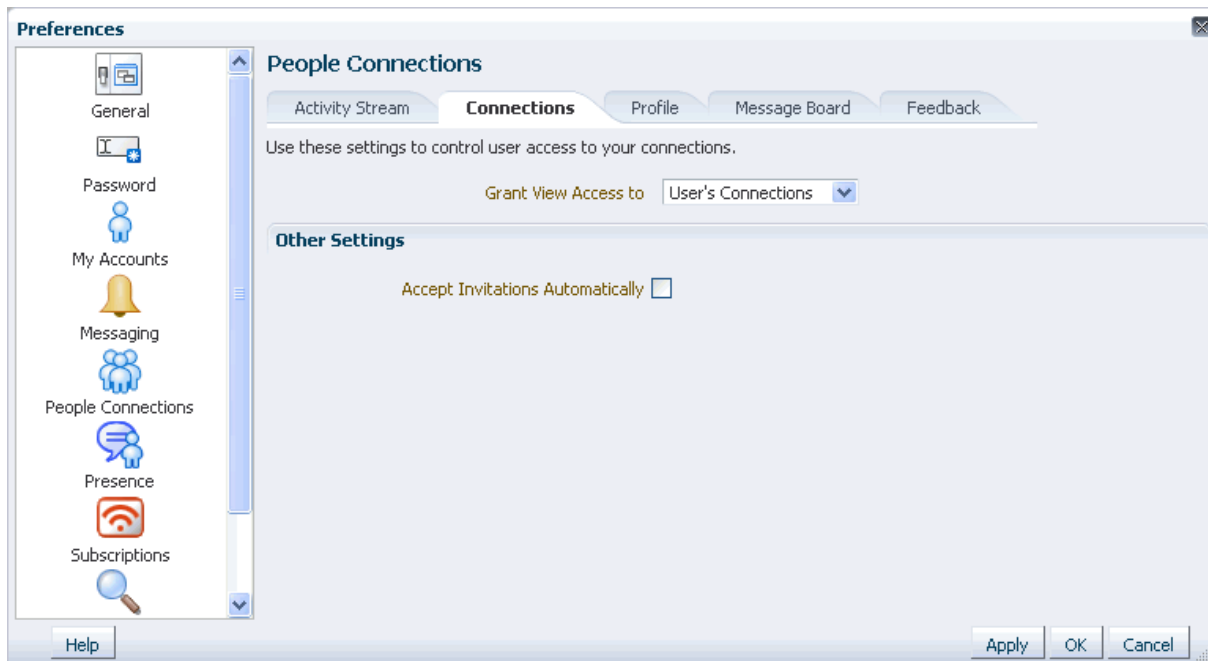 Preferences
General
Password
My Accounts
Messaging
People Connections
Presence
Subscriptions
People Connections
Activity Stream Connections Profile Message Board Feedback
Use these settings to control user access to your connections.
Grant View Access to User's Connections
Other Settings
Accept Invitations Automatically
Help Apply OK Cancel